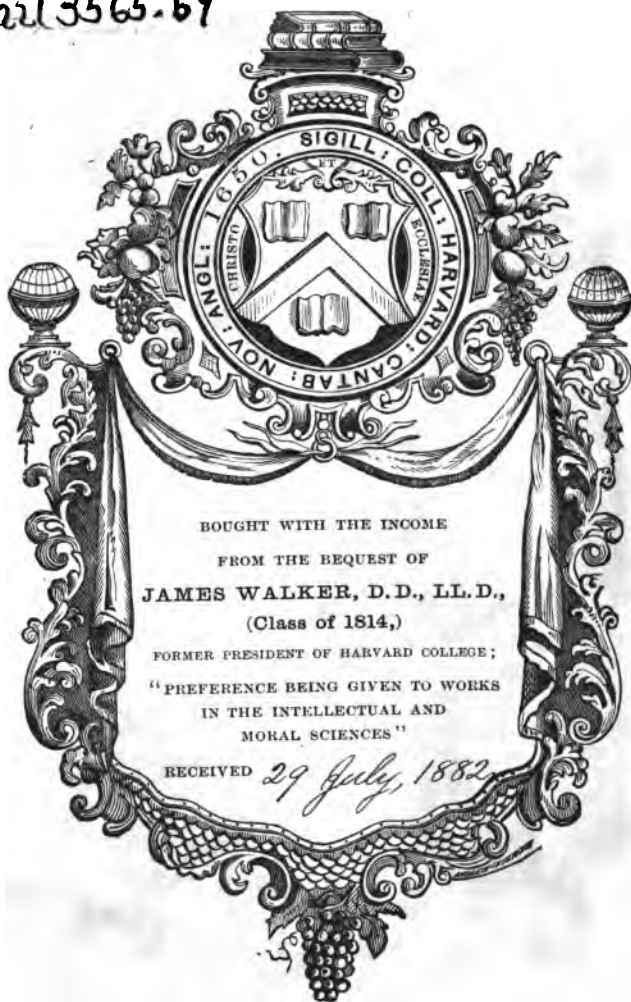 3565.69
SIGILL: COLL: HARVARD: CANTAB: NOV: ANGL: 1650.
ET
CHRISTO
ECCLESIAE
BOUGHT WITH THE INCOME
FROM THE BEQUEST OF
JAMES WALKER, D.D., LL.D.,
(Class of 1814,)
FORMER PRESIDENT OF HARVARD COLLEGE;
"PREFERENCE BEING GIVEN TO WORKS
IN THE INTELLECTUAL AND
MORAL SCIENCES"
RECEIVED 29 July, 1882